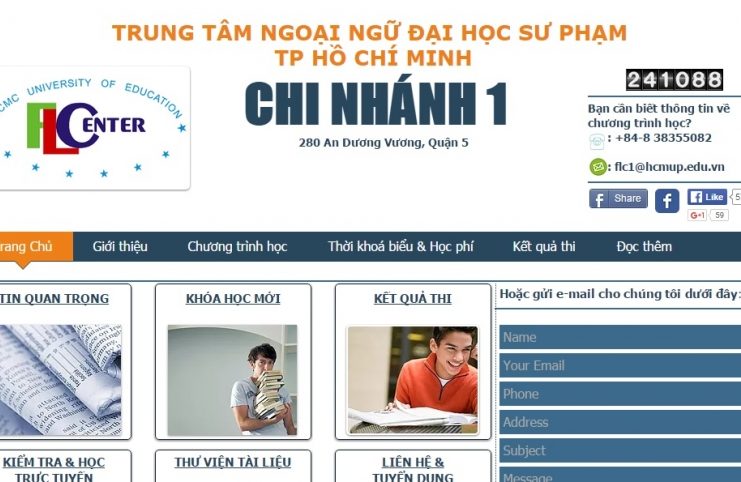 TRUNG TÂM NGOẠI NGỮ ĐẠI HỌC SƯ PHẠM
TP HỒ CHÍ MINH
CHI NHÁNH 1
280 An Dương Vương, Quận 5
CMC UNIVERSITY OF EDUCATION
FLCENTER
241088
Bạn cần biết thông tin về
chương trình học?
: +84-8 38355082
: flc1@hcmup.edu.vn
Share
Like
G+1 59
Trang Chủ
Giới thiệu
Chương trình học
Thời khoá biểu & Học phí
Kết quả thi
Đọc thêm
TIN QUAN TRỌNG
KHÓA HỌC MỚI
KẾT QUẢ THI
Hoặc gửi e-mail cho chúng tôi dưới đây:
Name
Your Email
Phone
Address
Subject
Message
KIỂM TRA & HỌC
TRỰC TUYẾN
THƯ VIỆN TÀI LIỆU
LIÊN HỆ &
TUYỂN DỤNG